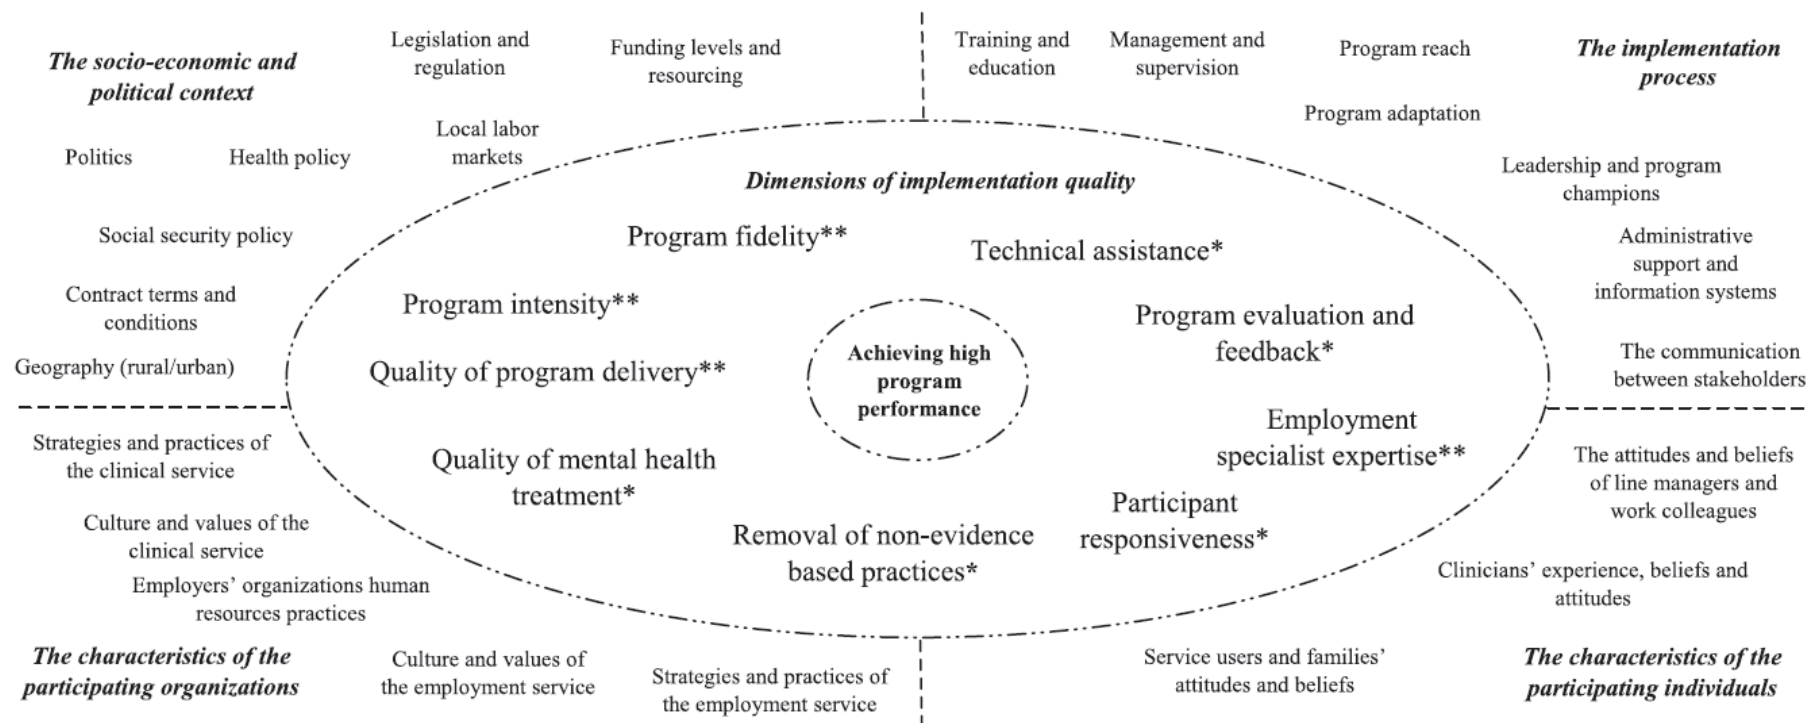 The socio-economic and
political context
Legislation and
regulation
Funding levels and
resourcing
Local labor
markets
Politics
Health policy
Social security policy
Contract terms and
conditions
Geography (rural/urban)
Training and
education
Management and
supervision
Program reach
The implementation
process
Program adaptation
Leadership and program
champions
Administrative
support and
information systems
The communication
between stakeholders
Dimensions of implementation quality
Program fidelity**
Technical assistance*
Program intensity**
Program evaluation and
feedback*
Quality of program delivery**
Achieving high
program
performance
Employment
specialist expertise**
Quality of mental health
treatment*
Participant
responsiveness*
Removal of non-evidence
based practices*
Strategies and practices of
the clinical service
Culture and values of the
clinical service
Employers’ organizations human
resources practices
The characteristics of the
participating organizations
Culture and values of
the employment service
Strategies and practices of
the employment service
The attitudes and beliefs
of line managers and
work colleagues
Clinicians’ experience, beliefs and
attitudes
Service users and families’
attitudes and beliefs
The characteristics of the
participating individuals